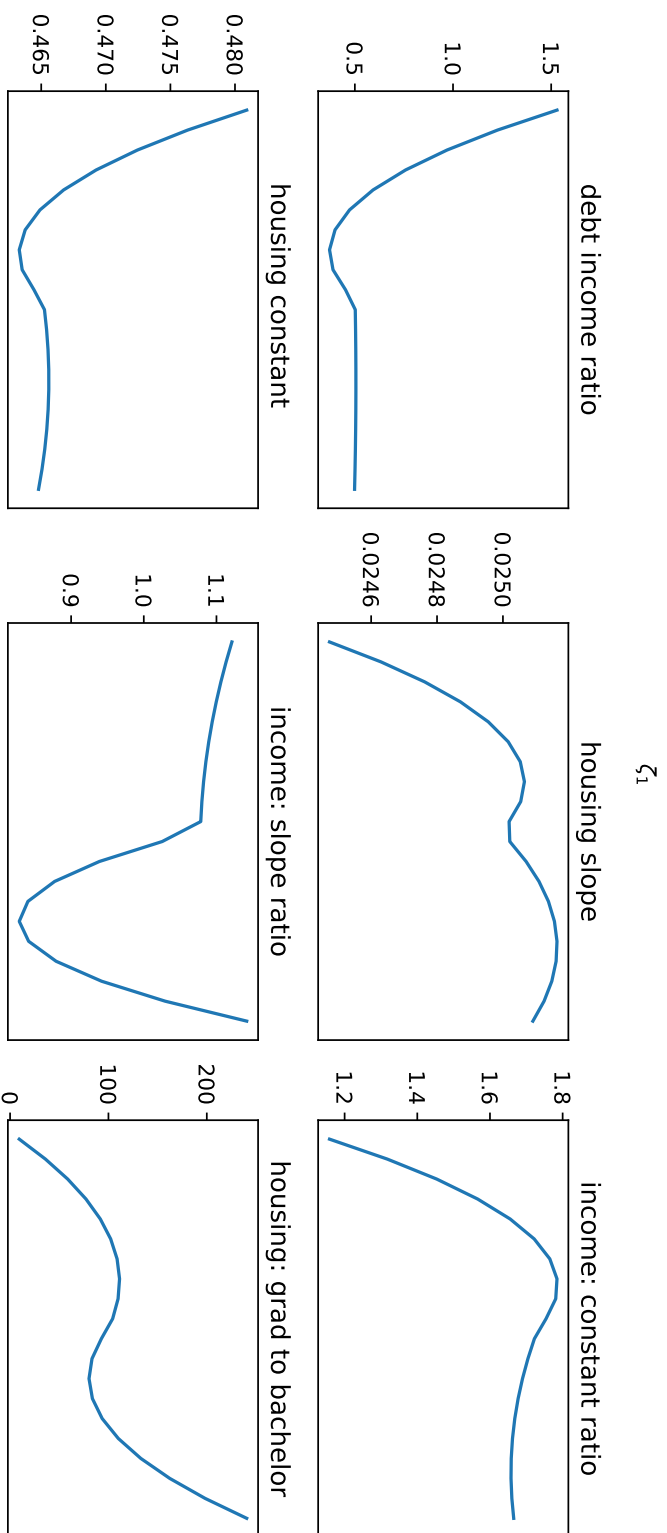 ζ1
debt income ratio
1.5
1.0
0.5
housing slope
0.0250
0.0248
0.0246
income: constant ratio
1.8
1.6
1.4
1.2
housing constant
0.480
0.475
0.470
0.465
income: slope ratio
1.1
1.0
0.9
housing: grad to bachelor
200
100
0